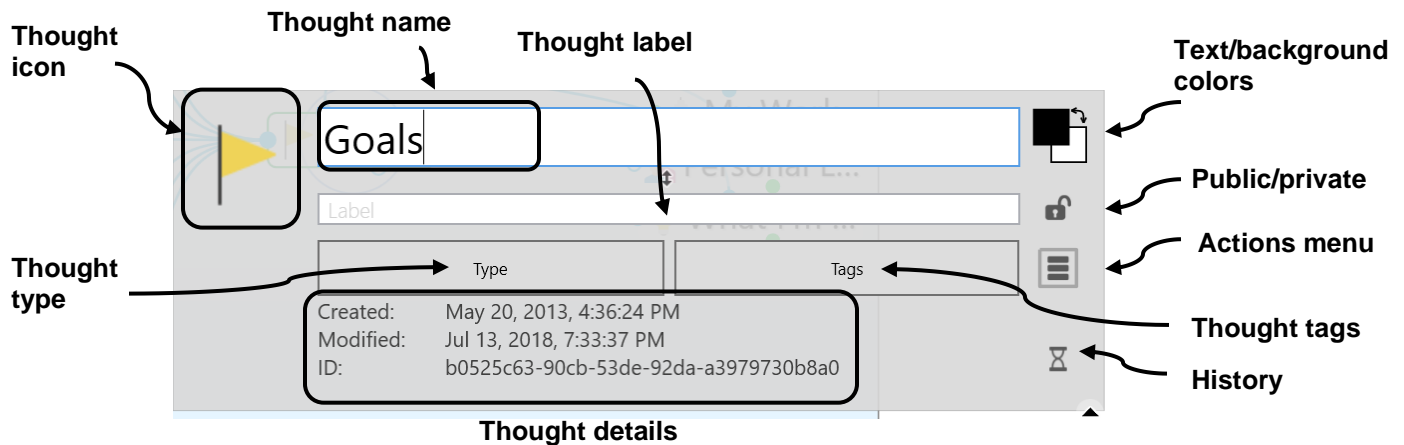 Thought name
Thought
icon
Thought label
Text/background
colors
Goals
Personal E...
Label
Public/private
Actions menu
Thought
type
Type
Tags
Created: May 20, 2013, 4:36:24 PM
Modified: Jul 13, 2018, 7:33:37 PM
ID: b0525c63-90cb-53de-92da-a3979730b8a0
Thought tags
History
Thought details